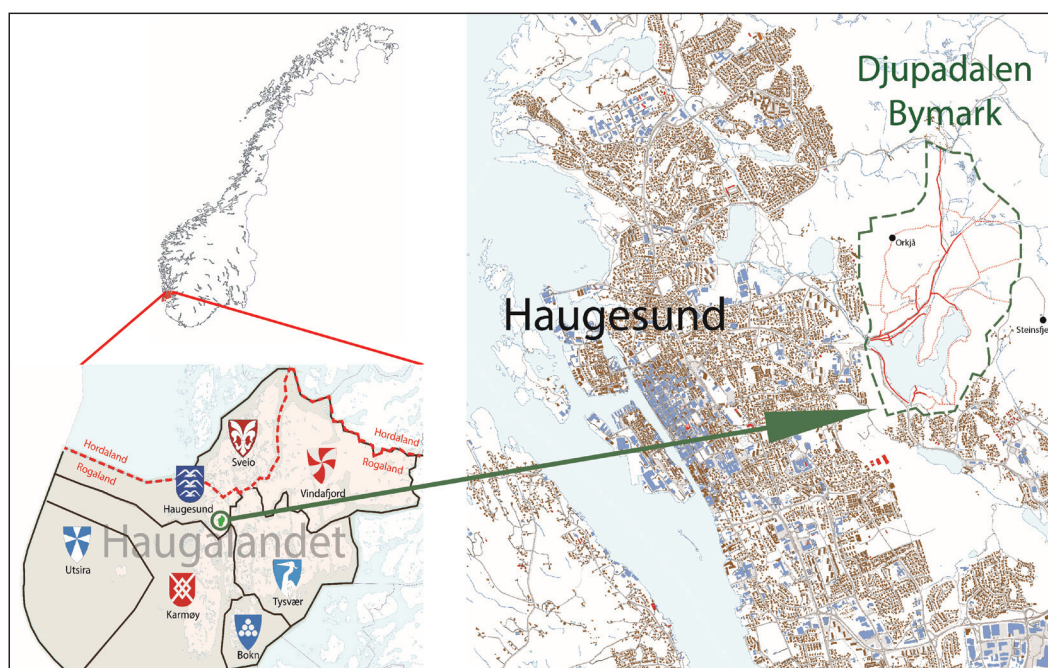 Djupadalen
Bymark
Orkjå
Haugesund
Steinsfje
Hordaland
Rogaland
Hordaland
Rogaland
Sveio
Vindafjord
Haugesund
Haugalandet
Utsira
Karmøy
Tysvær
Bokn